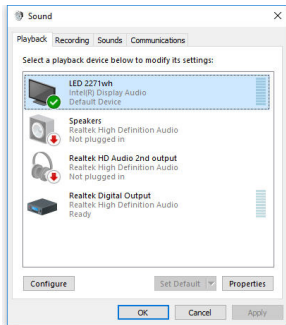 Sound
Playback Recording Sounds Communications
Select a playback device below to modify its settings:
LED 2271wh
Intel(R) Display Audio
Default Device
Speakers
Realtek High Definition Audio
Not plugged in
Realtek HD Audio 2nd output
Realtek High Definition Audio
Not plugged in
Realtek Digital Output
Realtek High Definition Audio
Ready
Configure Set Default Properties
OK Cancel Apply